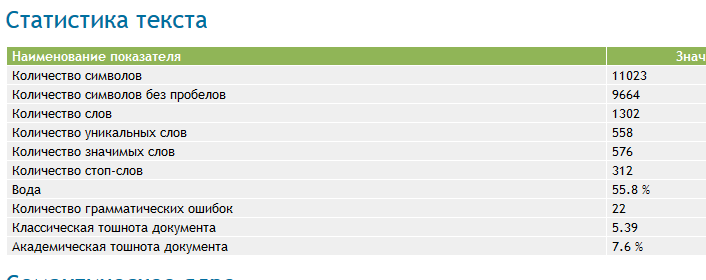 Статистика текста
Наименование показателя Знач
Количество символов 11023
Количество символов без пробелов 9664
Количество слов 1302
Количество уникальных слов 558
Количество значимых слов 576
Количество стоп-слов 312
Вода 55.8 %
Количество грамматических ошибок 22
Классическая тошнота документа 5.39
Академическая тошнота документа 7.6 %